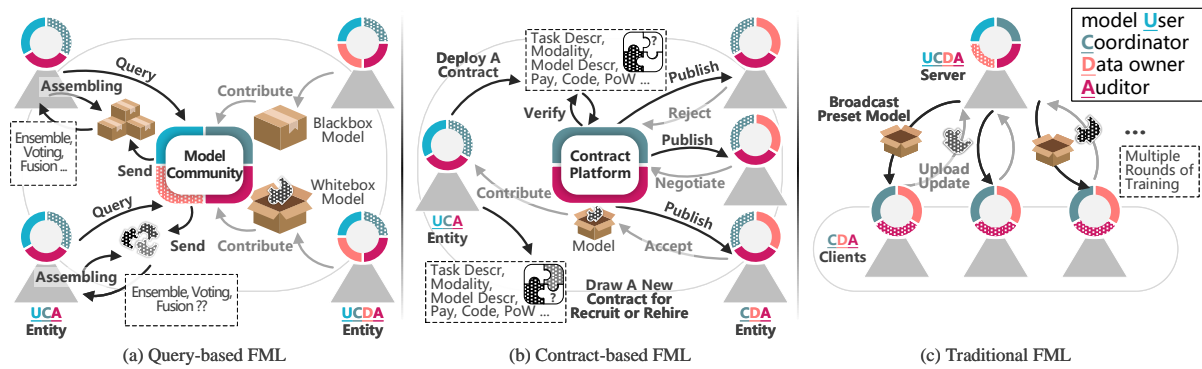 Query
Assembling
Contribute
Blackbox
Model
Ensemble,
Voting,
Fusion ...
Send
Model
Community
Whitebox
Model
Query
Send
Contribute
Assembling
Ensemble, Voting,
Fusion ??
UCA
Entity
UCDA
Entity
(a) Query-based FML
Task Descr,
Modality,
Model Descr,
Pay, Code, PoW ...
?
Deploy A
Contract
Publish
Verify
Reject
Contract
Platform
Publish
Negotiate
Contribute
UCA
Entity
Model
Publish
Accept
Task Descr,
Modality,
Model Descr,
Pay, Code, PoW ...
?
Draw A New
Contract for
Recruit or Rehire
CDA
Entity
(b) Contract-based FML
UCDA
Server
model User
Coordinator
Data owner
Auditor
Broadcast
Preset Model
Upload
Update
...
Multiple
Rounds of
Training
CDA
Clients
(c) Traditional FML